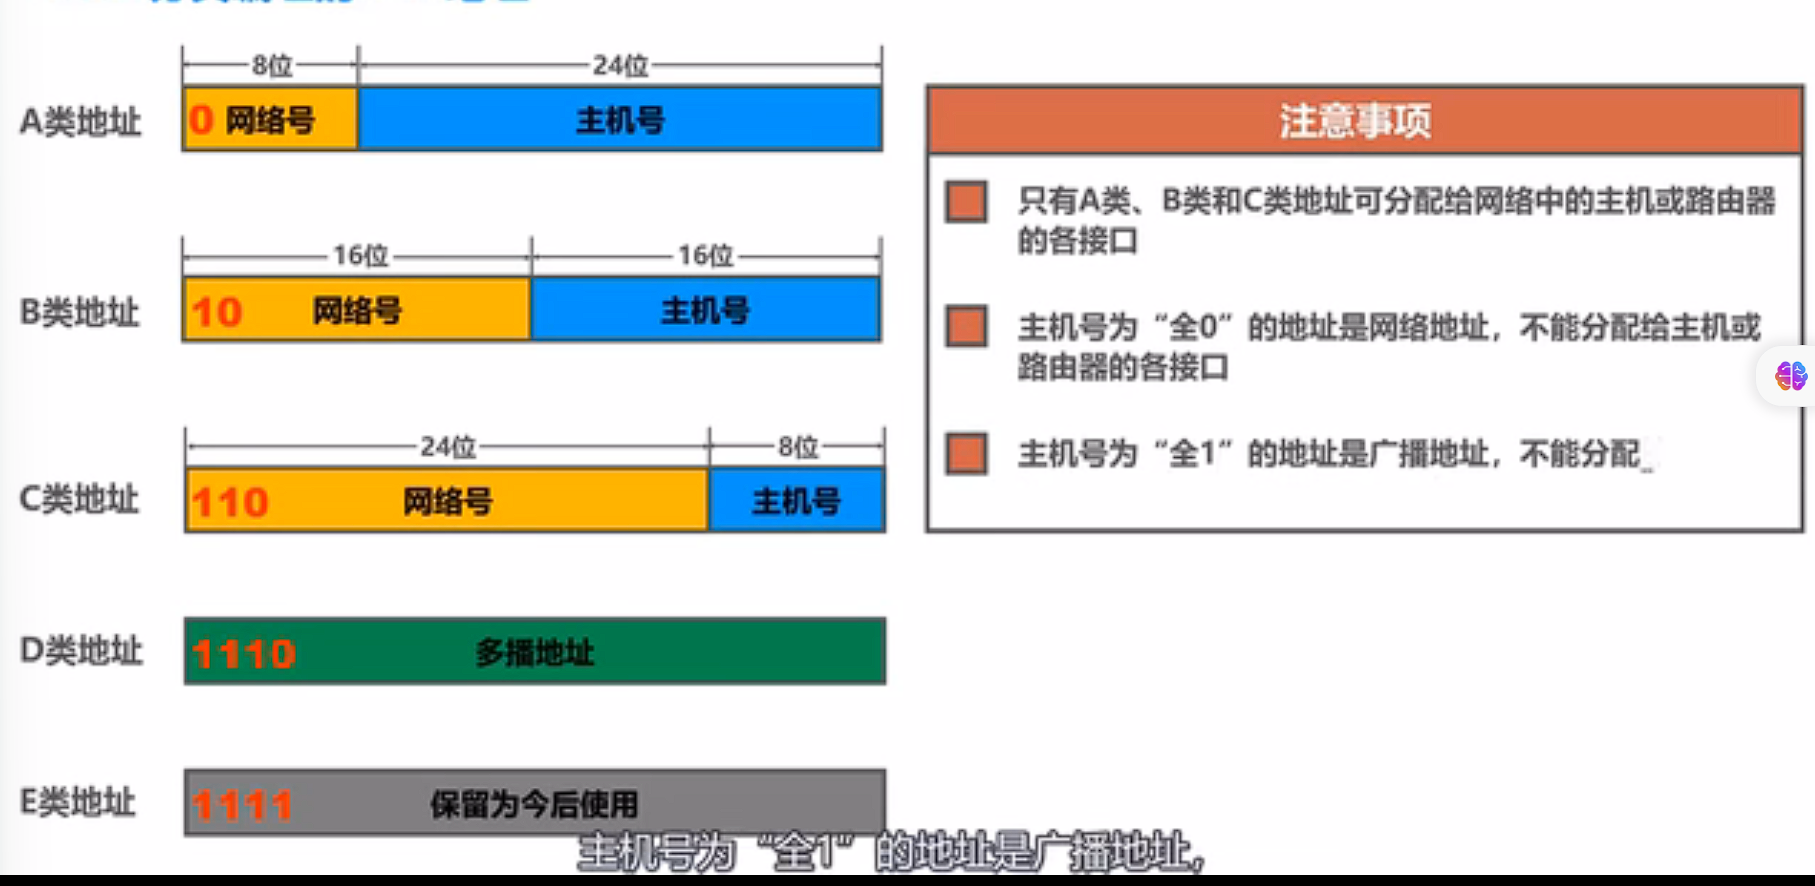 8位
24位
A类地址
0 网络号
主机号
16位
16位
B类地址
10 网络号
主机号
24位
8位
C类地址
110 网络号
主机号
D类地址
1110 多播地址
E类地址
1111 保留为今后使用
注意事项
只有A类、B类和C类地址可分配给网络中的主机或路由器
的各接口
主机号为“全0”的地址是网络地址，不能分配给主机或
路由器的各接口
主机号为“全1”的地址是广播地址，不能分配_
主机号为“全1”的地址是广播地址，